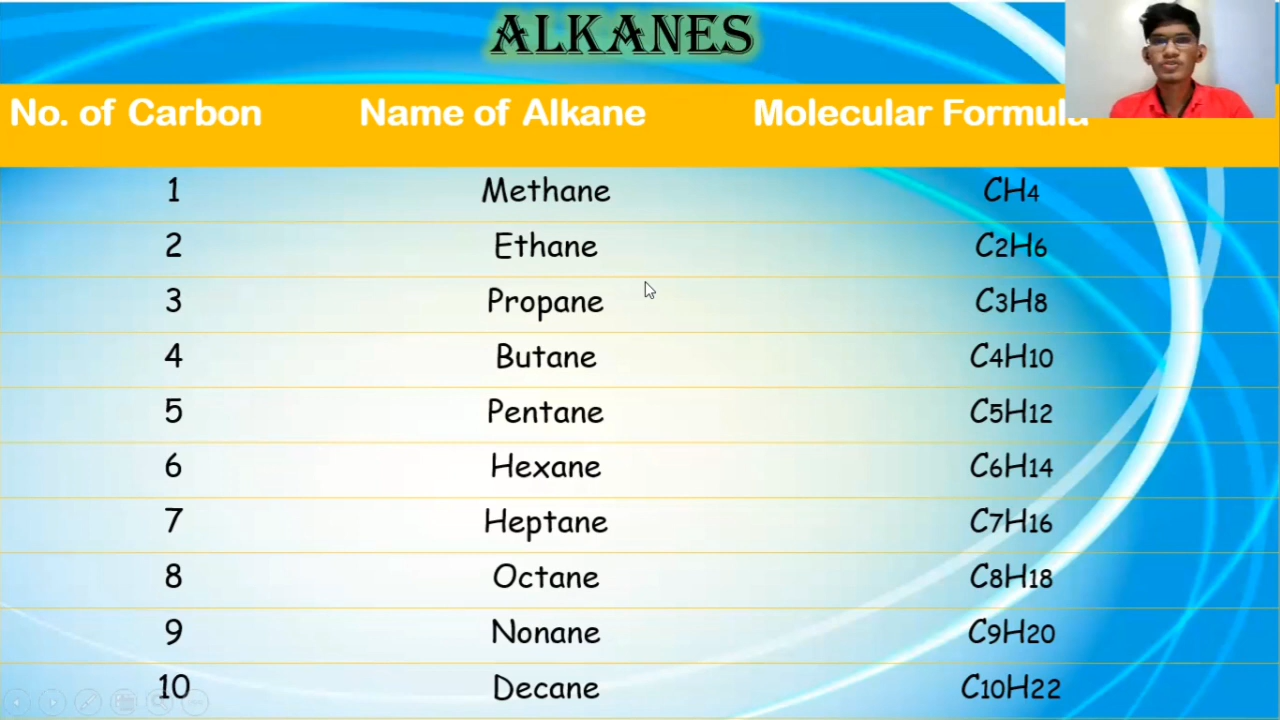 ALKANES
No. of Carbon Name of Alkane Molecular Formula
1 Methane CH4
2 Ethane C2H6
3 Propane C3H8
4 Butane C4H10
5 Pentane C5H12
6 Hexane C6H14
7 Heptane C7H16
8 Octane C8H18
9 Nonane C9H20
10 Decane C10H22